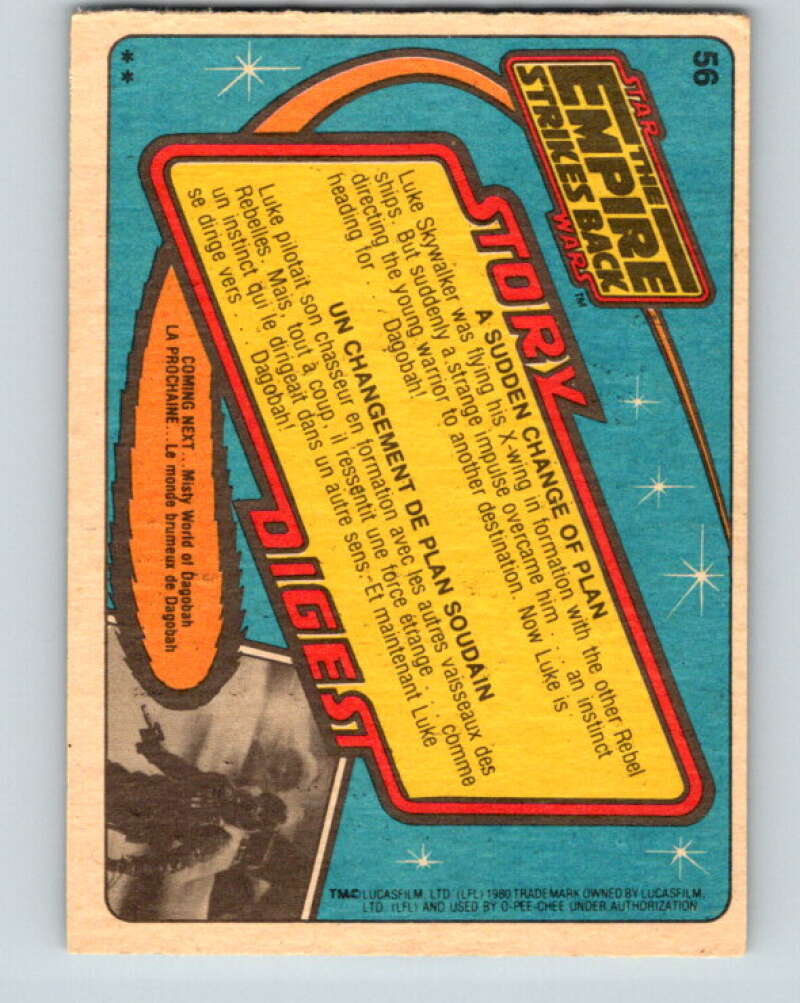 56
STAR
THE
EMPIRE
STRIKES BACK
WARS™
STORY
A SUDDEN CHANGE OF PLAN
Luke Skywalker was flying his X-wing in formation with the other Rebel
ships. But suddenly a strange impulse overcame him . . . an instinct
directing the young warrior to another destination. Now Luke is
heading for . . . Dagobah!
UN CHANGEMENT DE PLAN SOUDAIN
Luke pilotait son chasseur en formation avec les autres vaisseaux des
Rebelles. Mais, tout à coup, il ressentit une force étrange . . . comme
un instinct qui le dirigeait dans un autre sens. Et maintenant Luke
se dirige vers . . . Dagobah!
DIGEST
COMING NEXT...Misty World of Dagobah
LA PROCHAINE...Le monde brumeux de Dagobah
**
TM©LUCASFILM, LTD. (LFL) 1980 TRADEMARK OWNED BY LUCASFILM,
LTD. (LFL) AND USED BY O-PEE-CHEE UNDER AUTHORIZATION